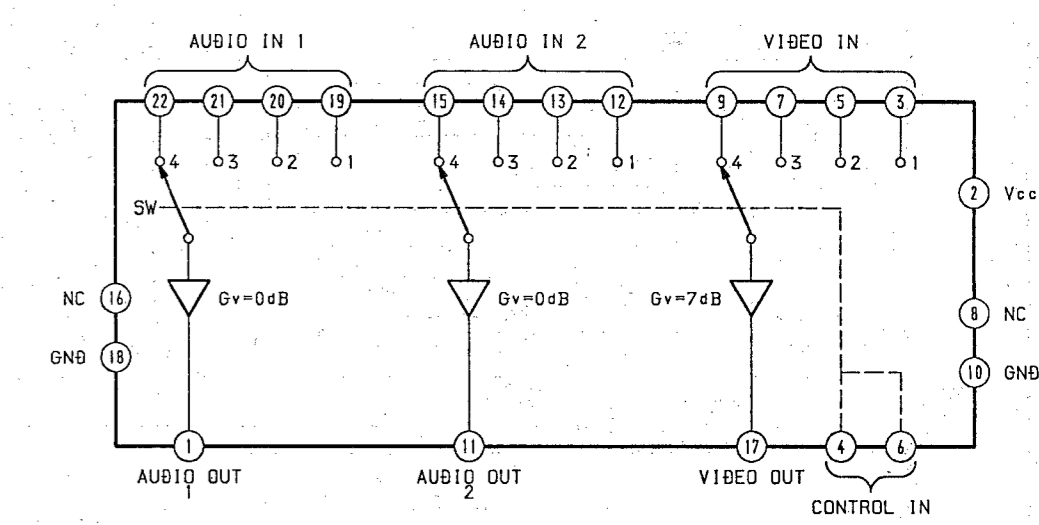 AUDIO IN 1 AUDIO IN 2 VIDEO IN
22 21 20 19 15 14 13 12 9 7 5 3
4 3 2 1 4 3 2 1 4 3 2 1
2 Vcc
SW
NC 16 Gv=0dB Gv=0dB Gv=7dB 8 NC
GND 18 10 GND
1 11 17 4 6
AUDIO OUT AUDIO OUT VIDEO OUT
1 2
CONTROL IN